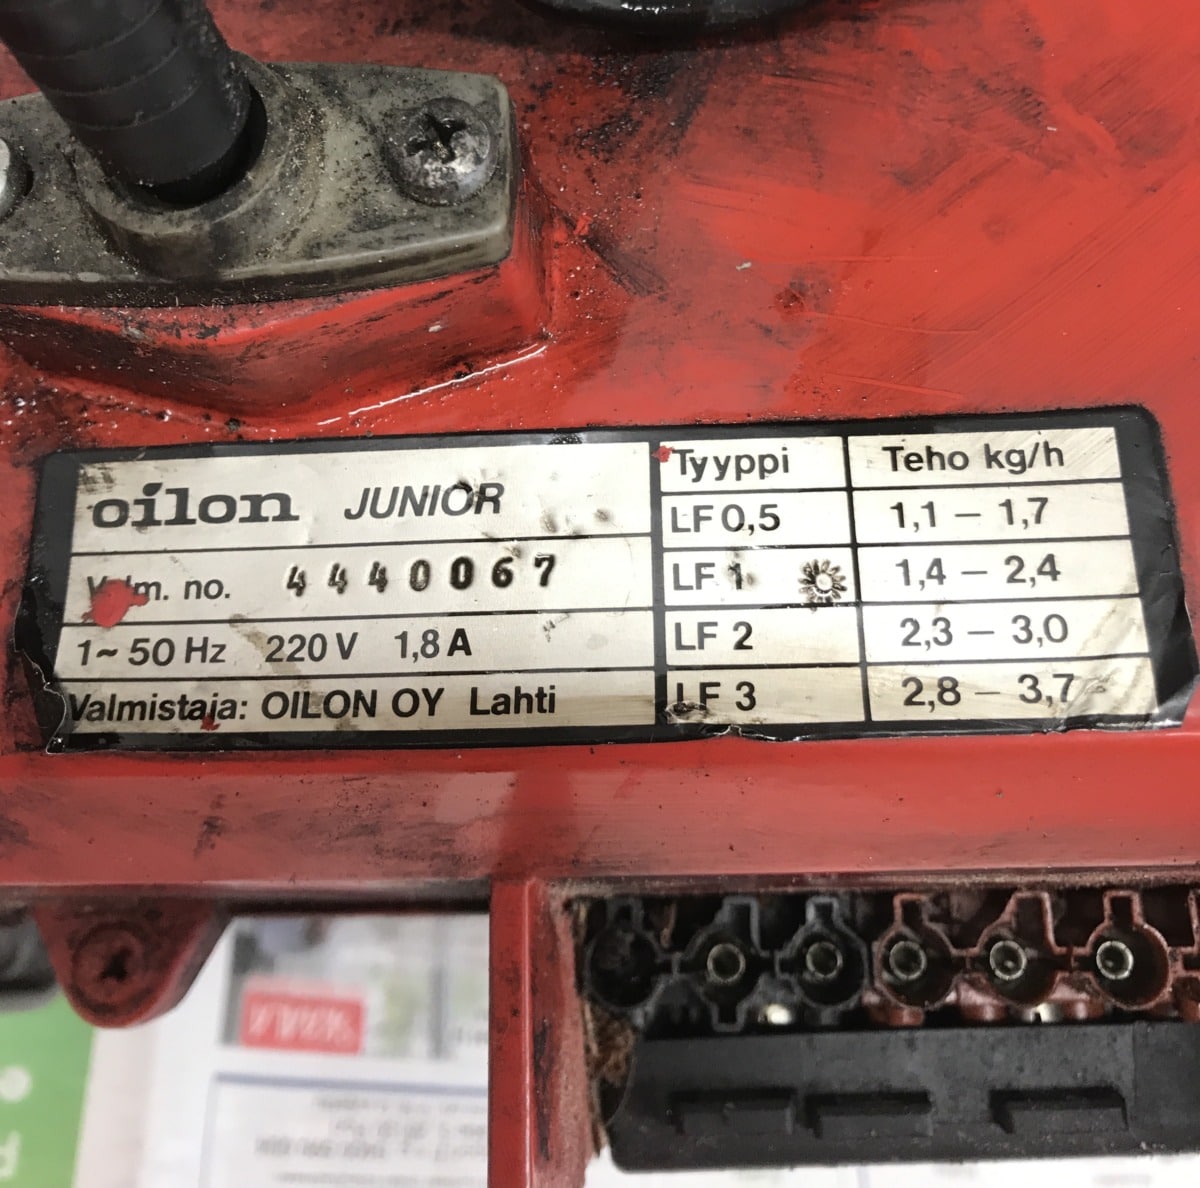 oilon JUNIOR
Valm. no. 4440067
1~ 50 Hz 220 V 1,8 A
Valmistaja: OILON OY Lahti
Tyyppi Teho kg/h
LF 0,5 1,1 – 1,7
LF 1 1,4 – 2,4
LF 2 2,3 – 3,0
LF 3 2,8 – 3,7